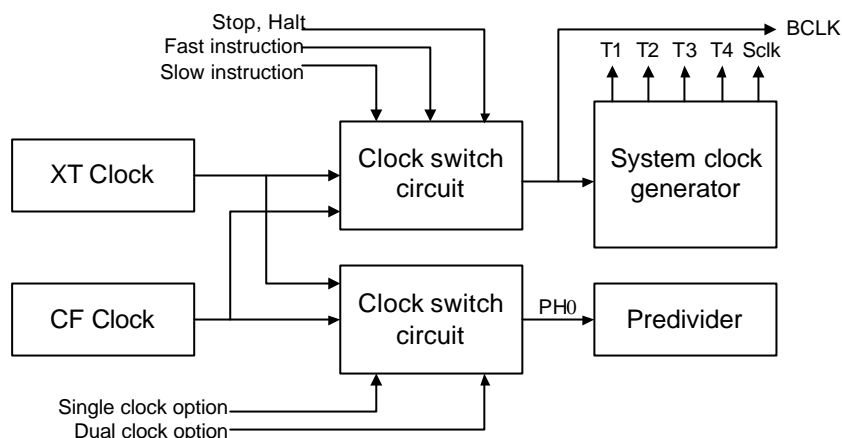 Stop, Halt
BCLK
Fast instruction
T1 T2 T3 T4 Sclk
Slow instruction
XT Clock
Clock switch
circuit
System clock
generator
CF Clock
Clock switch
circuit
PH0
Predivider
Single clock option
Dual clock option